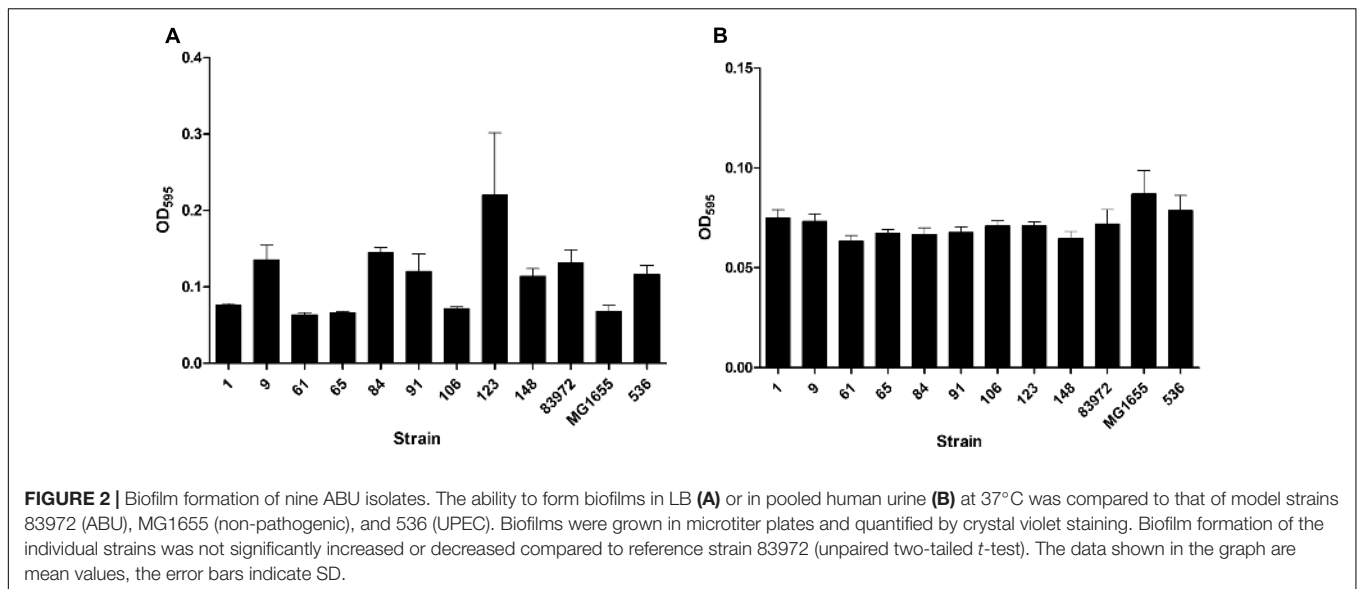 A
0.4
0.3
0.2
0.1
0.0
OD595
1
9
61
65
84
91
106
123
148
83972
MG1655
536
Strain
B
0.15
0.10
0.05
0.00
OD595
1
9
61
65
84
91
106
123
148
83972
MG1655
536
Strain
FIGURE 2 | Biofilm formation of nine ABU isolates. The ability to form biofilms in LB (A) or in pooled human urine (B) at 37°C was compared to that of model strains
83972 (ABU), MG1655 (non-pathogenic), and 536 (UPEC). Biofilms were grown in microtiter plates and quantified by crystal violet staining. Biofilm formation of the
individual strains was not significantly increased or decreased compared to reference strain 83972 (unpaired two-tailed t-test). The data shown in the graph are
mean values, the error bars indicate SD.